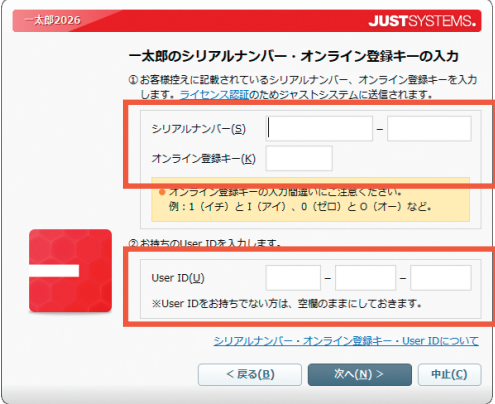 一太郎2026
JUSTSYSTEMS.
一太郎のシリアルナンバー・オンライン登録キーの入力
①お客様控えに記載されているシリアルナンバー、オンライン登録キーを入力
します。ライセンス認証のためジャストシステムに送信されます。
シリアルナンバー(S) –
オンライン登録キー(K)
● オンライン登録キーの入力間違いにご注意ください。
例：1（イチ）と I（アイ）、0（ゼロ）と O（オー）など。
②お持ちのUser IDを入力します。
User ID(U) – –
※User IDをお持ちでない方は、空欄のままにしておきます。
シリアルナンバー・オンライン登録キー・User IDについて
< 戻る(B) 次へ(N) > 中止(C)